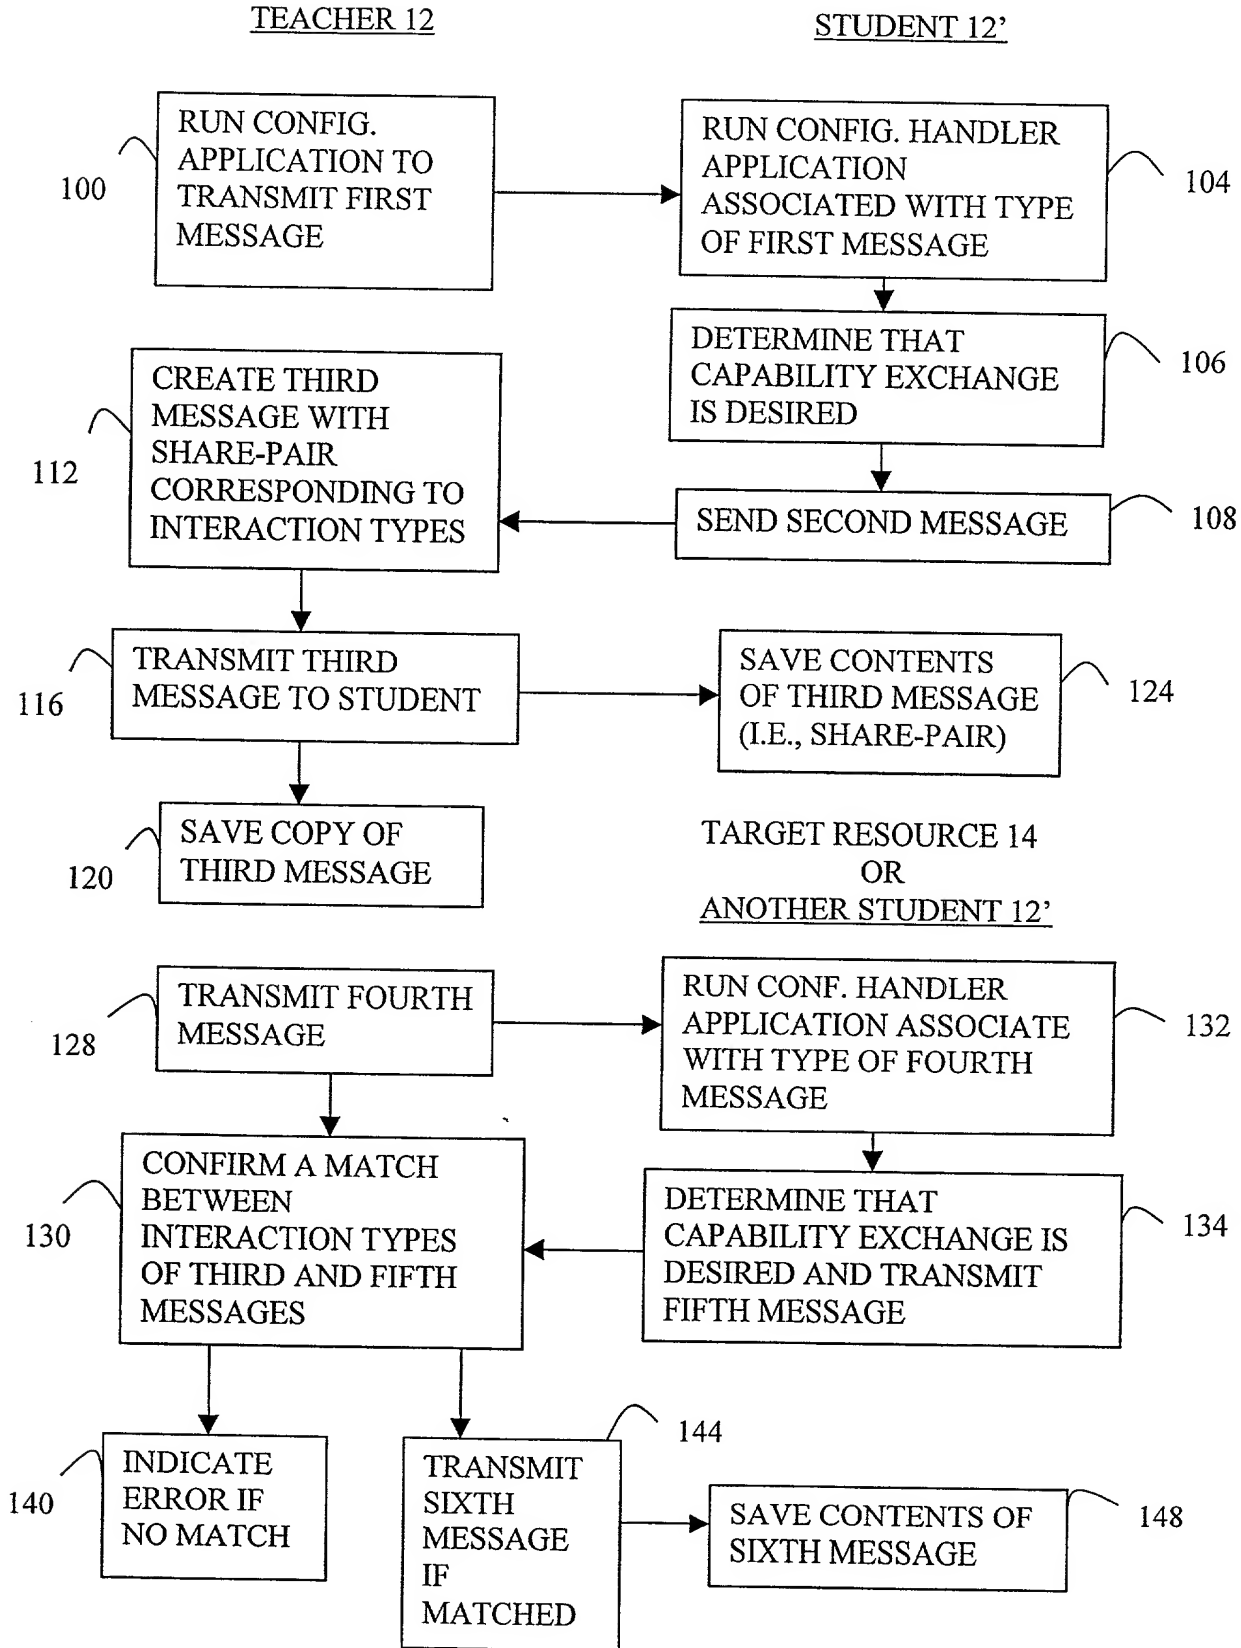 TEACHER 12
STUDENT 12'
RUN CONFIG.
APPLICATION TO
TRANSMIT FIRST
MESSAGE
100
RUN CONFIG. HANDLER
APPLICATION
ASSOCIATED WITH TYPE
OF FIRST MESSAGE
104
DETERMINE THAT
CAPABILITY EXCHANGE
IS DESIRED
106
CREATE THIRD
MESSAGE WITH
SHARE-PAIR
CORRESPONDING TO
INTERACTION TYPES
112
SEND SECOND MESSAGE
108
TRANSMIT THIRD
MESSAGE TO STUDENT
116
SAVE CONTENTS
OF THIRD MESSAGE
(I.E., SHARE-PAIR)
124
SAVE COPY OF
THIRD MESSAGE
120
TARGET RESOURCE 14
OR
ANOTHER STUDENT 12'
TRANSMIT FOURTH
MESSAGE
128
RUN CONF. HANDLER
APPLICATION ASSOCIATE
WITH TYPE OF FOURTH
MESSAGE
132
CONFIRM A MATCH
BETWEEN
INTERACTION TYPES
OF THIRD AND FIFTH
MESSAGES
130
DETERMINE THAT
CAPABILITY EXCHANGE IS
DESIRED AND TRANSMIT
FIFTH MESSAGE
134
INDICATE
ERROR IF
NO MATCH
140
TRANSMIT
SIXTH
MESSAGE
IF
MATCHED
144
SAVE CONTENTS OF
SIXTH MESSAGE
148